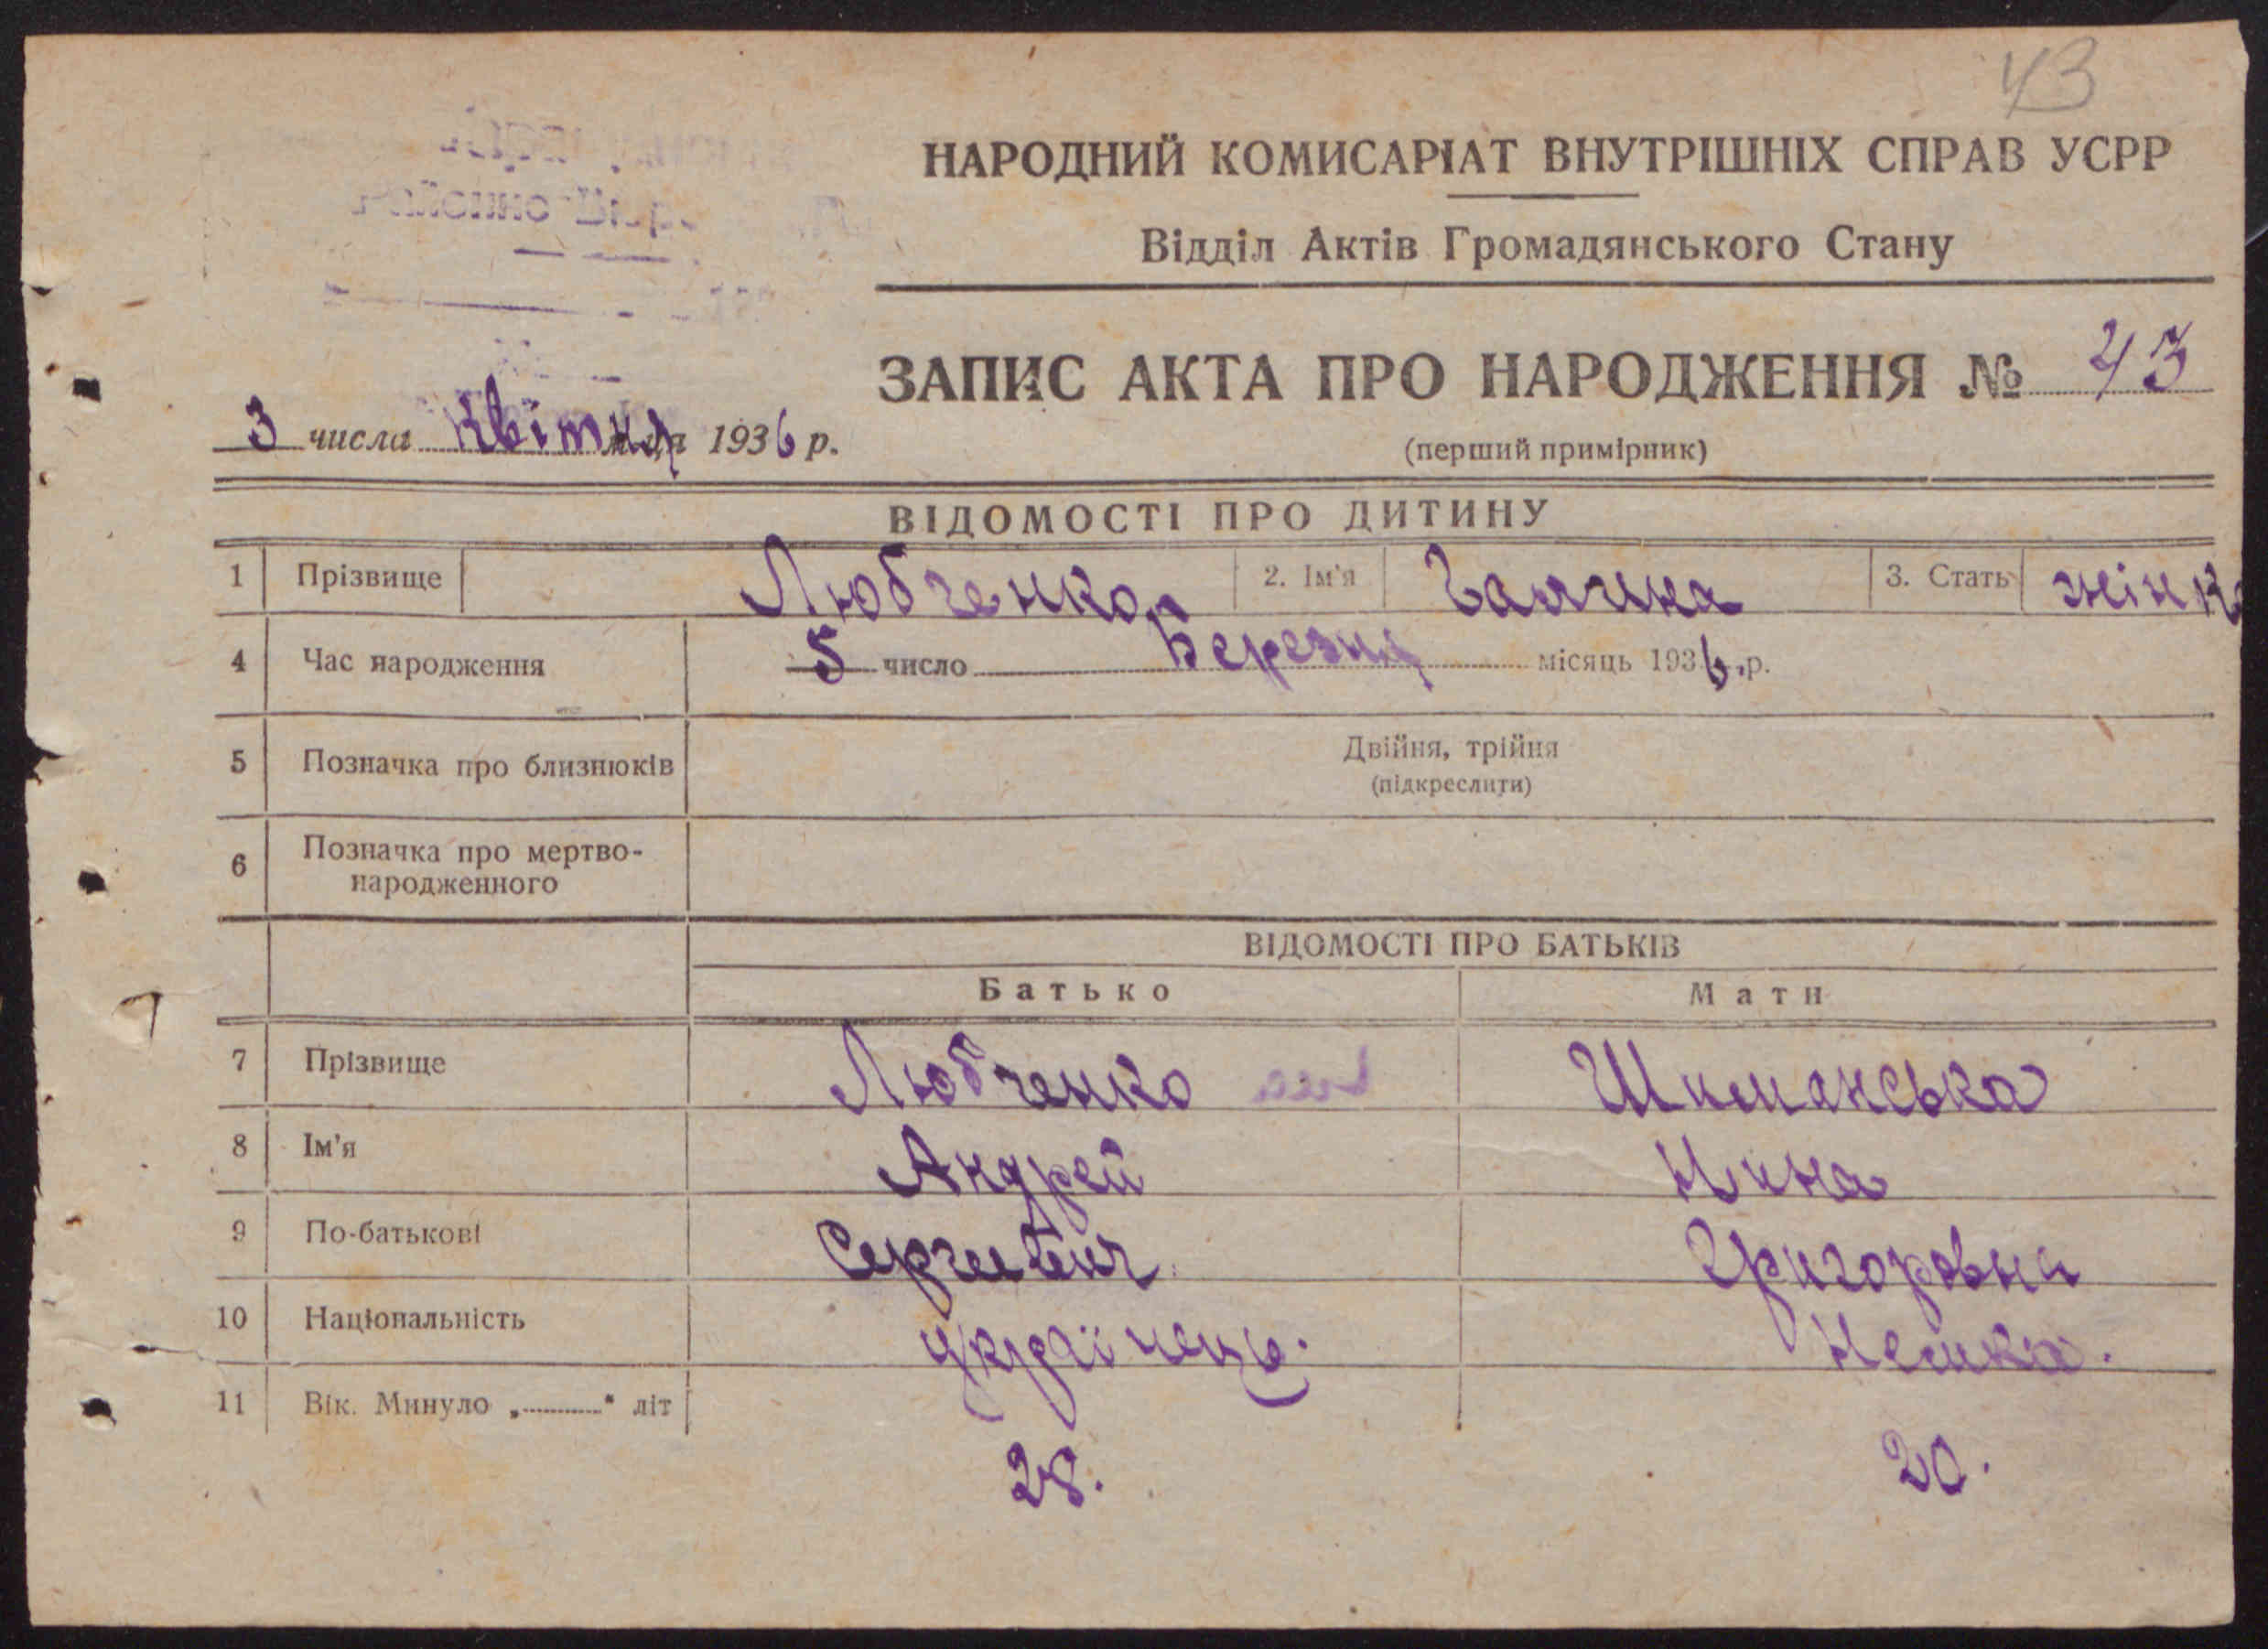 43
НАРОДНИЙ КОМИСАРІАТ ВНУТРІШНІХ СПРАВ УСРР
Відділ Актів Громадянського Стану
ЗАПИС АКТА ПРО НАРОДЖЕННЯ № 43
3 числа квітня м-ця 1936 р.
(перший примірник)
ВІДОМОСТІ ПРО ДИТИНУ
1 Прізвище Любченко 2. Ім'я Галина 3. Стать жінк
4 Час народження 5 число Березня місяць 1936 р.
5 Позначка про близнюків Двійня, трійня
(підкреслити)
6 Позначка про мертво-
народженного
ВІДОМОСТІ ПРО БАТЬКІВ
Батько Мати
7 Прізвище Любченко Шиманська
8 Ім'я Андрей Нина
9 По-батькові Сергеевич Григоровна
10 Національність українець. Немка.
11 Вік. Минуло „ " літ
28. 20.